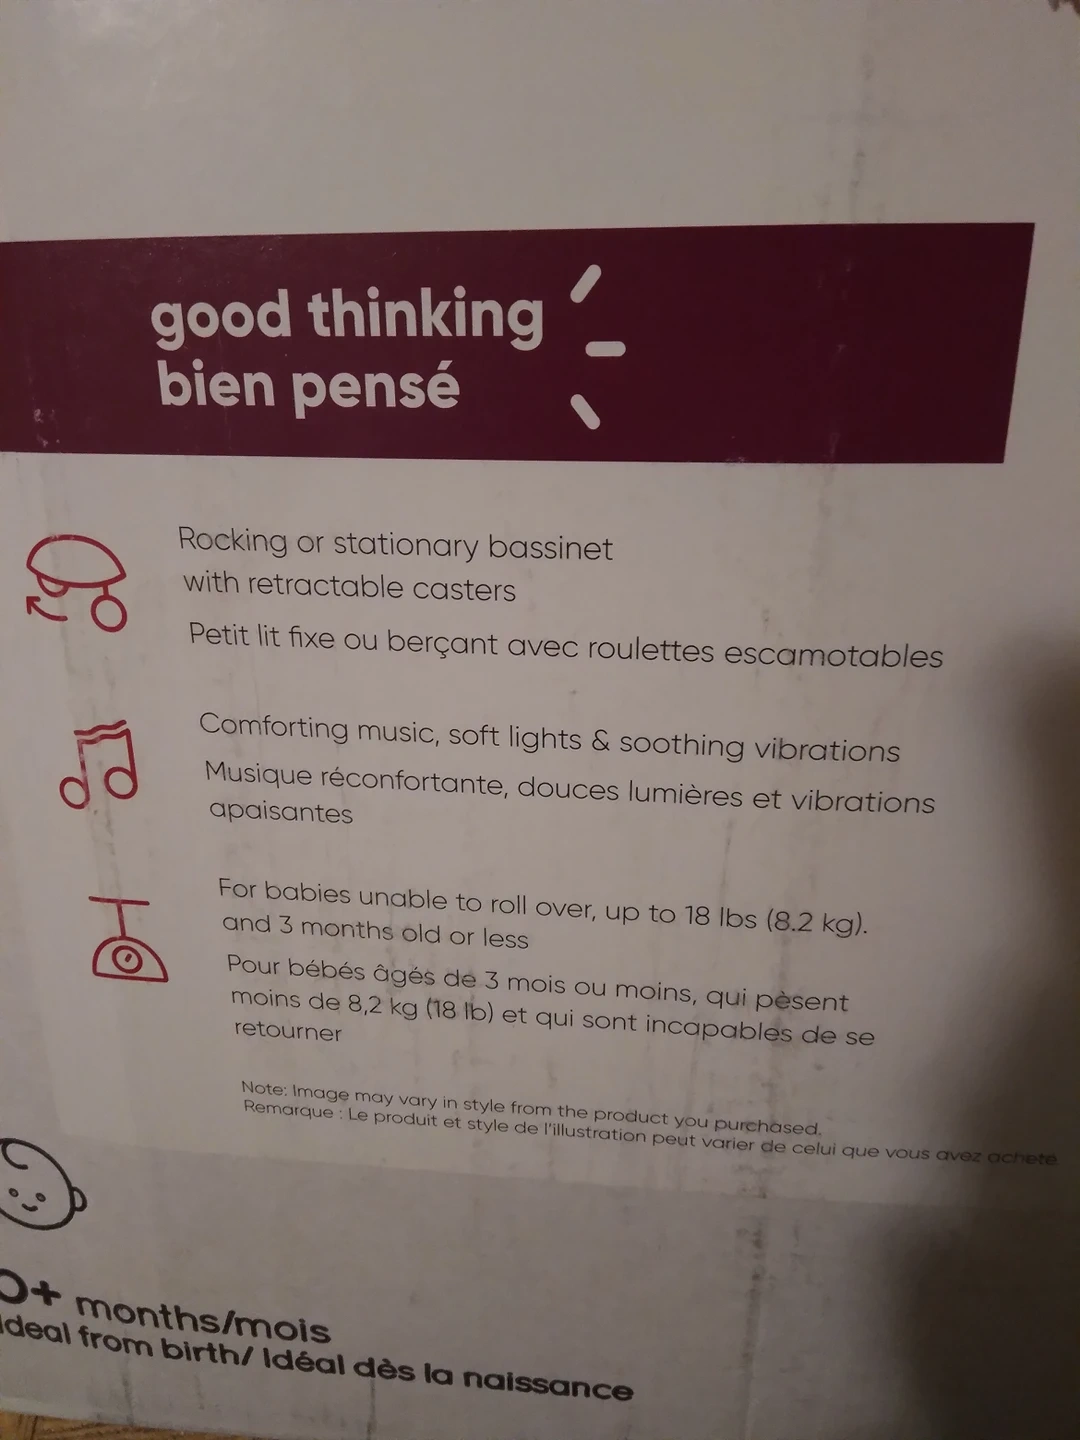 good thinking
bien pensé
Rocking or stationary bassinet
with retractable casters
Petit lit fixe ou berçant avec roulettes escamotables
Comforting music, soft lights & soothing vibrations
Musique réconfortante, douces lumières et vibrations
apaisantes
For babies unable to roll over, up to 18 lbs (8.2 kg).
and 3 months old or less
Pour bébés âgés de 3 mois ou moins, qui pèsent
moins de 8,2 kg (18 lb) et qui sont incapables de se
retourner
Note: Image may vary in style from the product you purchased.
Remarque : Le produit et style de l'illustration peut varier de celui que vous avez acheté
0+ months/mois
Ideal from birth/ Idéal dès la naissance